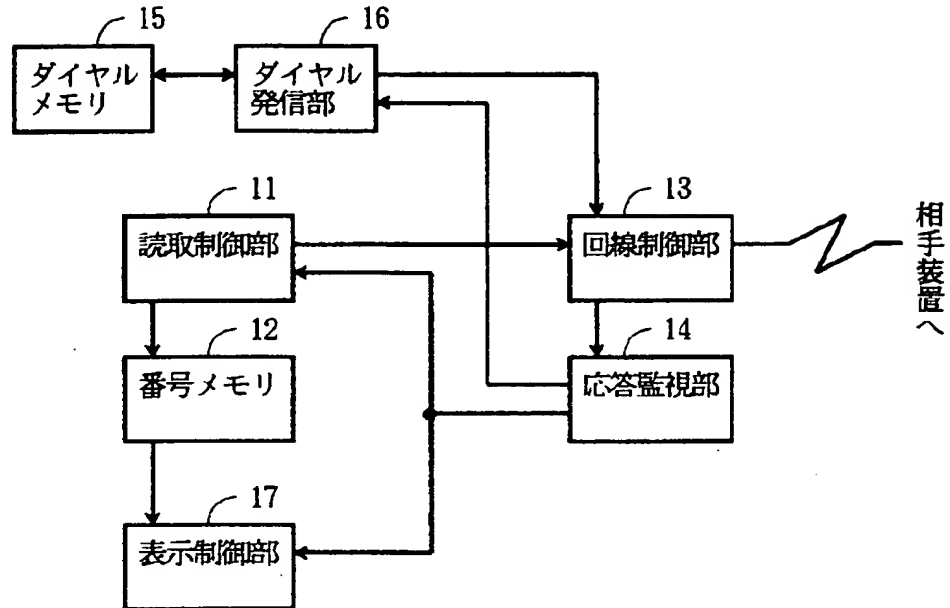 15
16
ダイヤル
メモリ
ダイヤル
発信部
11
13
読取制御部
回線制御部
相手装置へ
12
14
番号メモリ
応答監視部
17
表示制御部